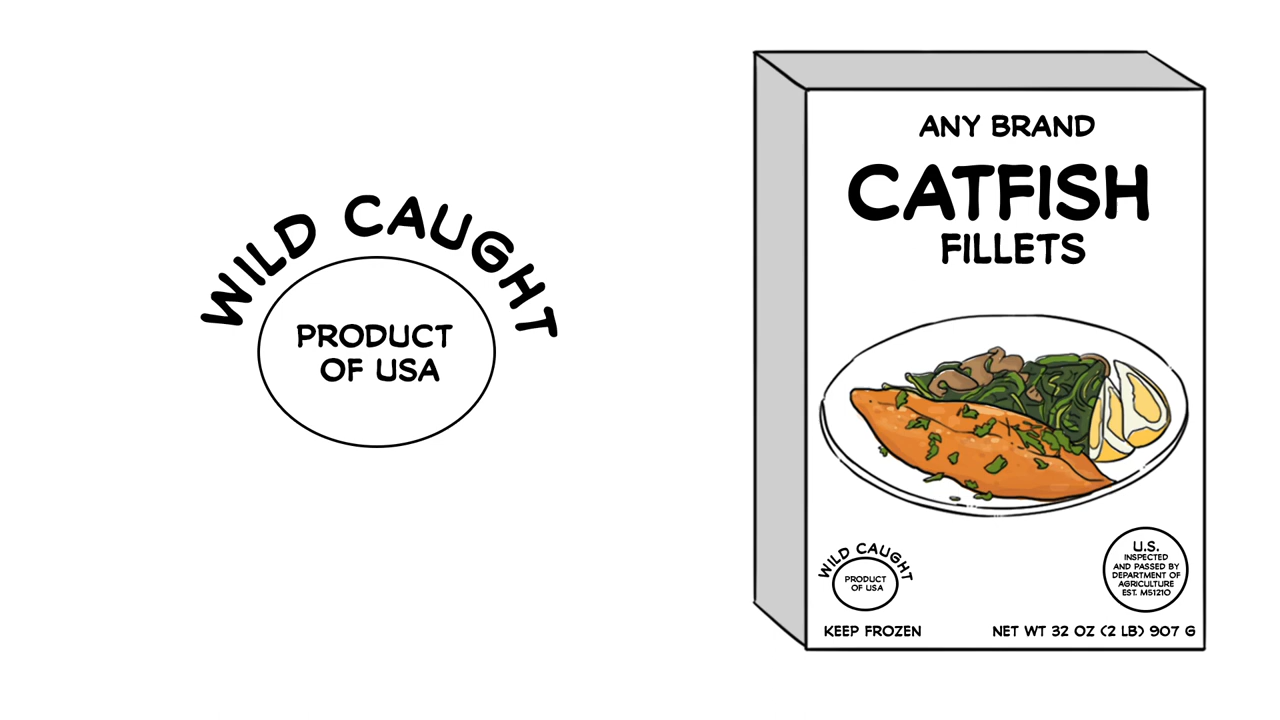 WILD CAUGHT
PRODUCT
OF USA
ANY BRAND
CATFISH
FILLETS
WILD CAUGHT
PRODUCT
OF USA
U.S.
INSPECTED
AND PASSED BY
DEPARTMENT OF
AGRICULTURE
EST. M51210
KEEP FROZEN
NET WT 32 OZ (2 LB) 907 G